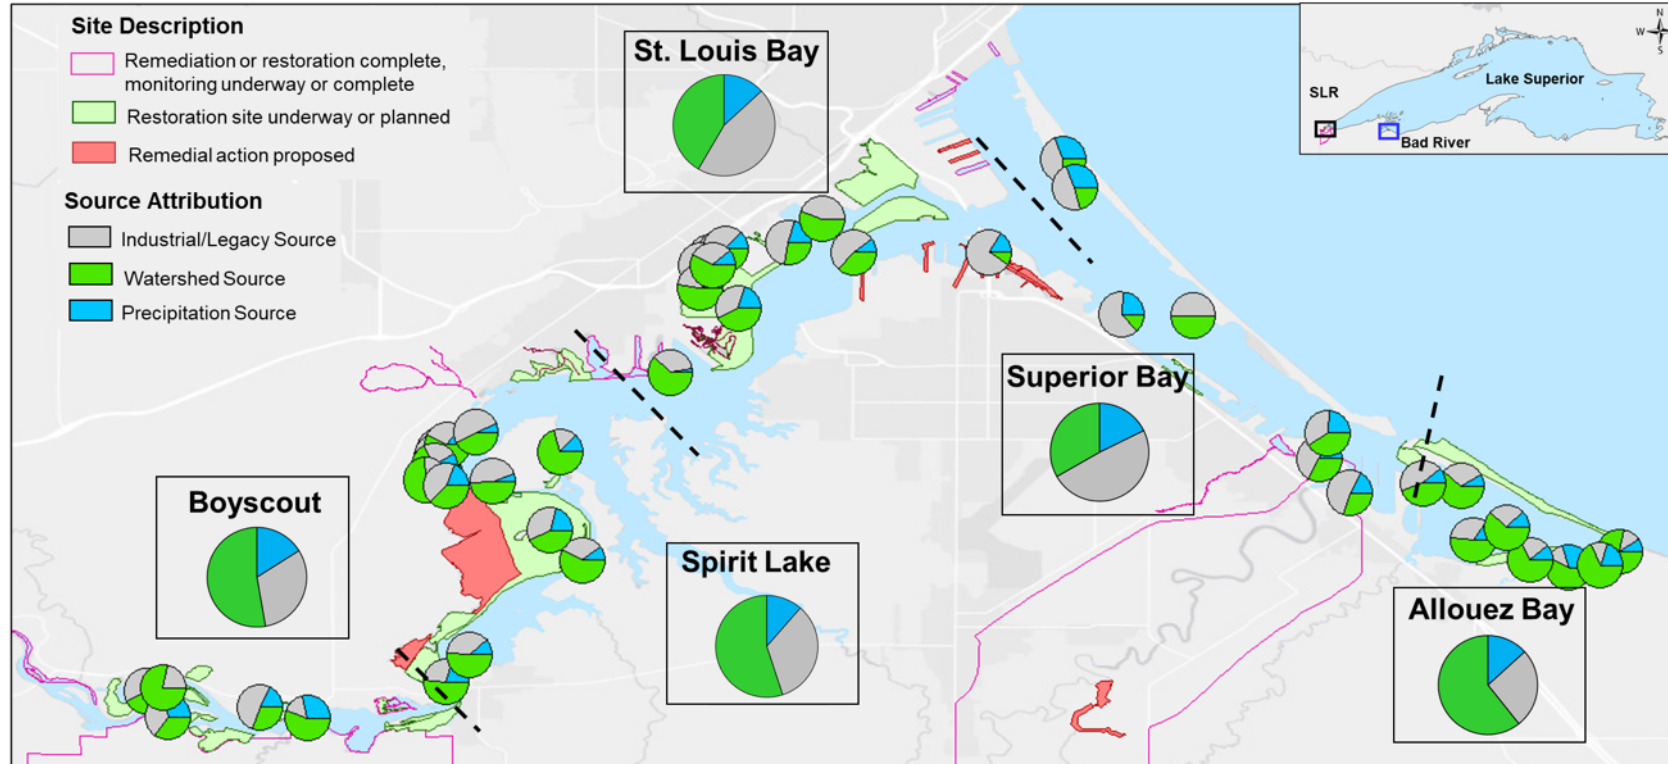 Site Description
Remediation or restoration complete,
monitoring underway or complete
Restoration site underway or planned
Remedial action proposed
Source Attribution
Industrial/Legacy Source
Watershed Source
Precipitation Source
St. Louis Bay
N
W
S
Lake Superior
SLR
Bad River
Superior Bay
Boyscout
Spirit Lake
Allouez Bay